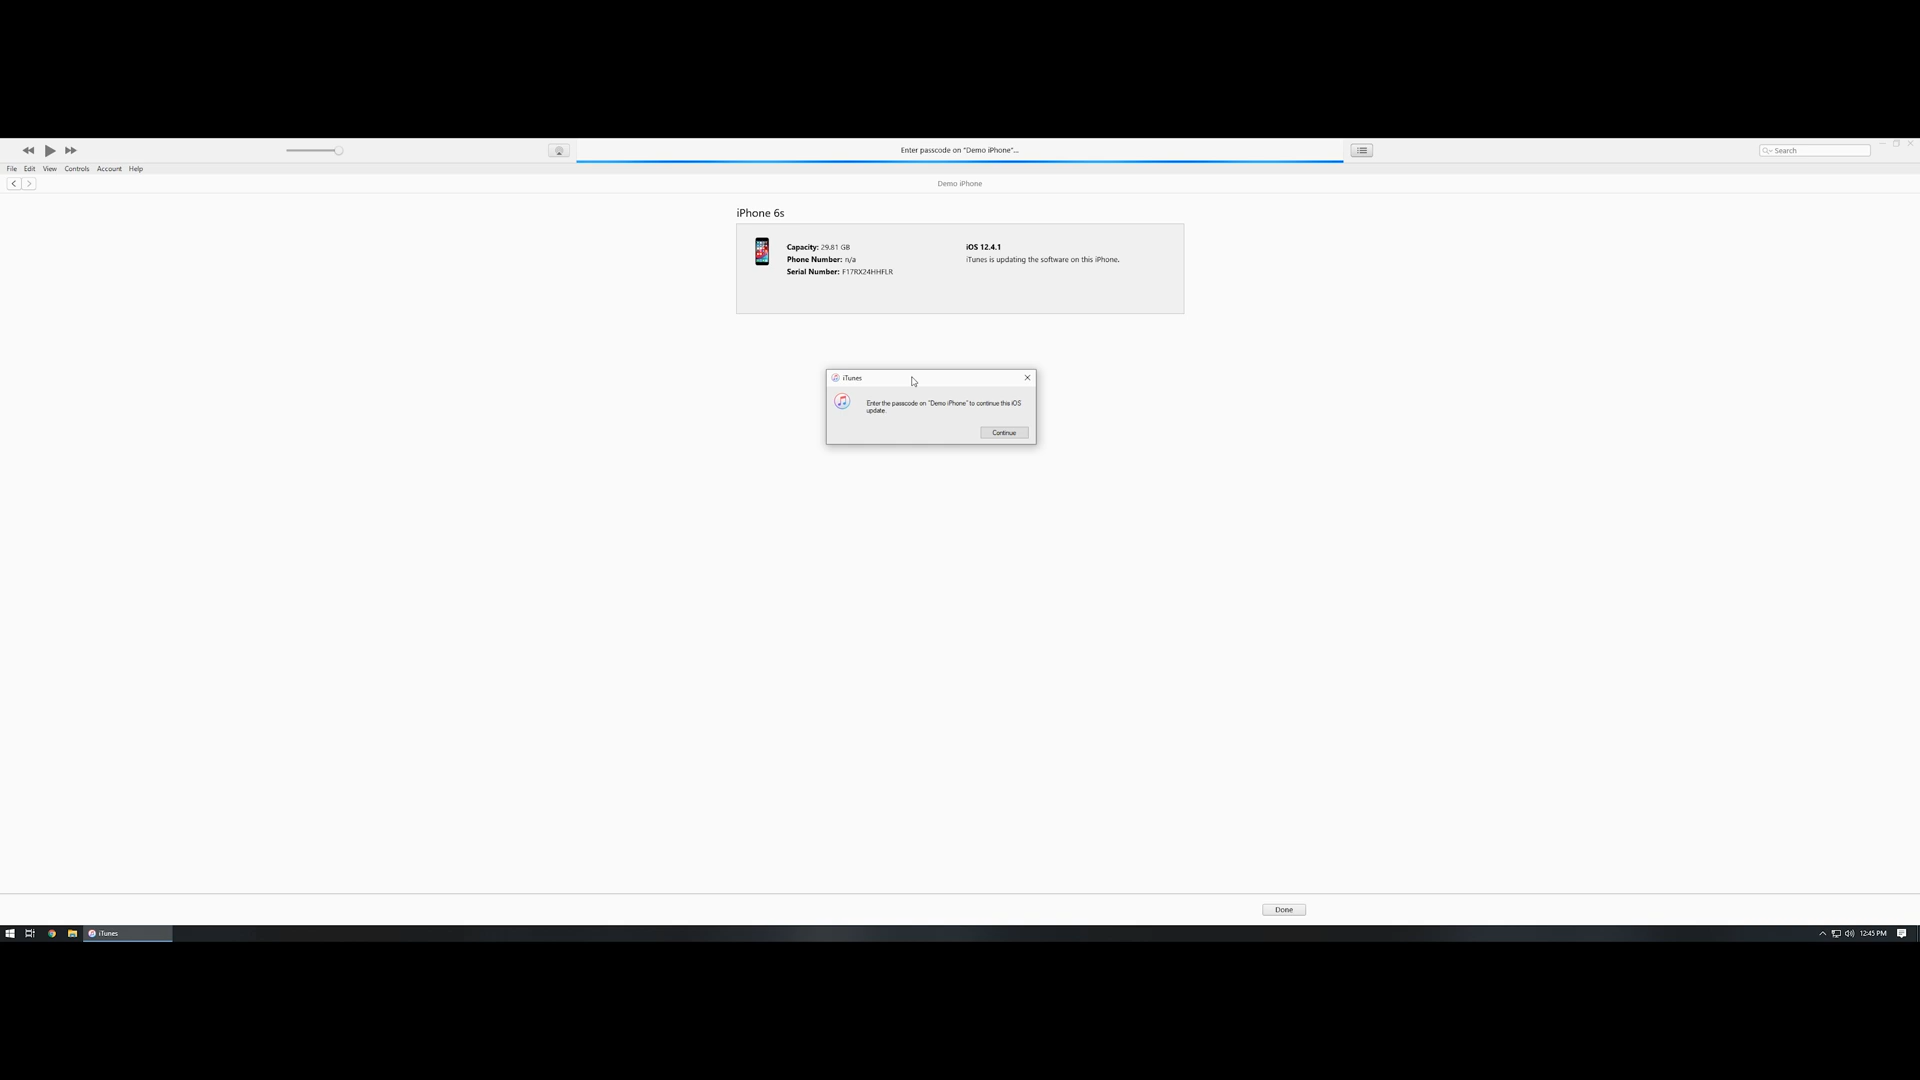 Enter passcode on "Demo iPhone"...
Search
File Edit View Controls Account Help
Demo iPhone
iPhone 6s
Capacity: 29.81 GB
Phone Number: n/a
Serial Number: F17RX24HHFLR
iOS 12.4.1
iTunes is updating the software on this iPhone.
iTunes
Enter the passcode on "Demo iPhone" to continue this iOS
update.
Continue
Done
iTunes
12:45 PM